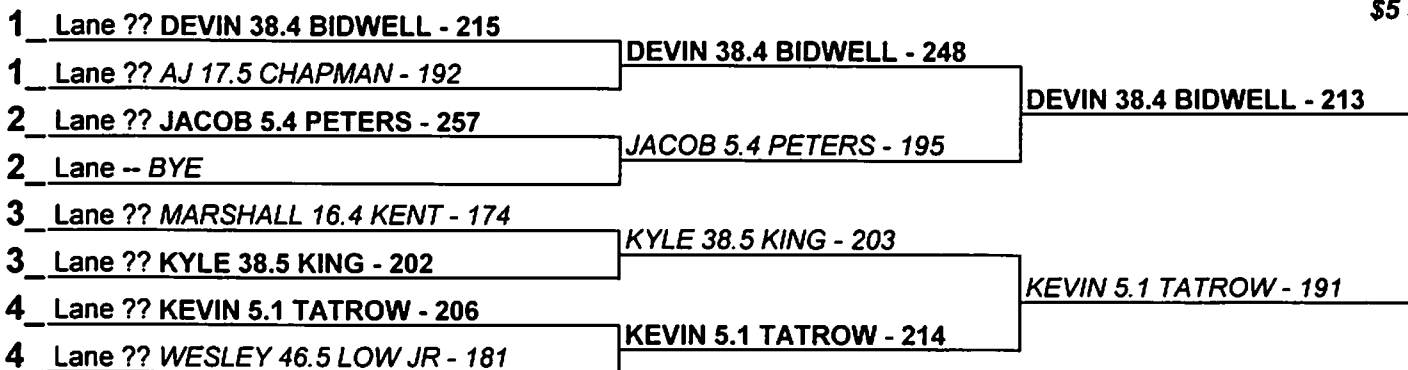 $5
1_ Lane ?? DEVIN 38.4 BIDWELL - 215
DEVIN 38.4 BIDWELL - 248
1_ Lane ?? AJ 17.5 CHAPMAN - 192
DEVIN 38.4 BIDWELL - 213
2_ Lane ?? JACOB 5.4 PETERS - 257
JACOB 5.4 PETERS - 195
2_ Lane -- BYE
3_ Lane ?? MARSHALL 16.4 KENT - 174
KYLE 38.5 KING - 203
3_ Lane ?? KYLE 38.5 KING - 202
KEVIN 5.1 TATROW - 191
4_ Lane ?? KEVIN 5.1 TATROW - 206
KEVIN 5.1 TATROW - 214
4 Lane ?? WESLEY 46.5 LOW JR - 181